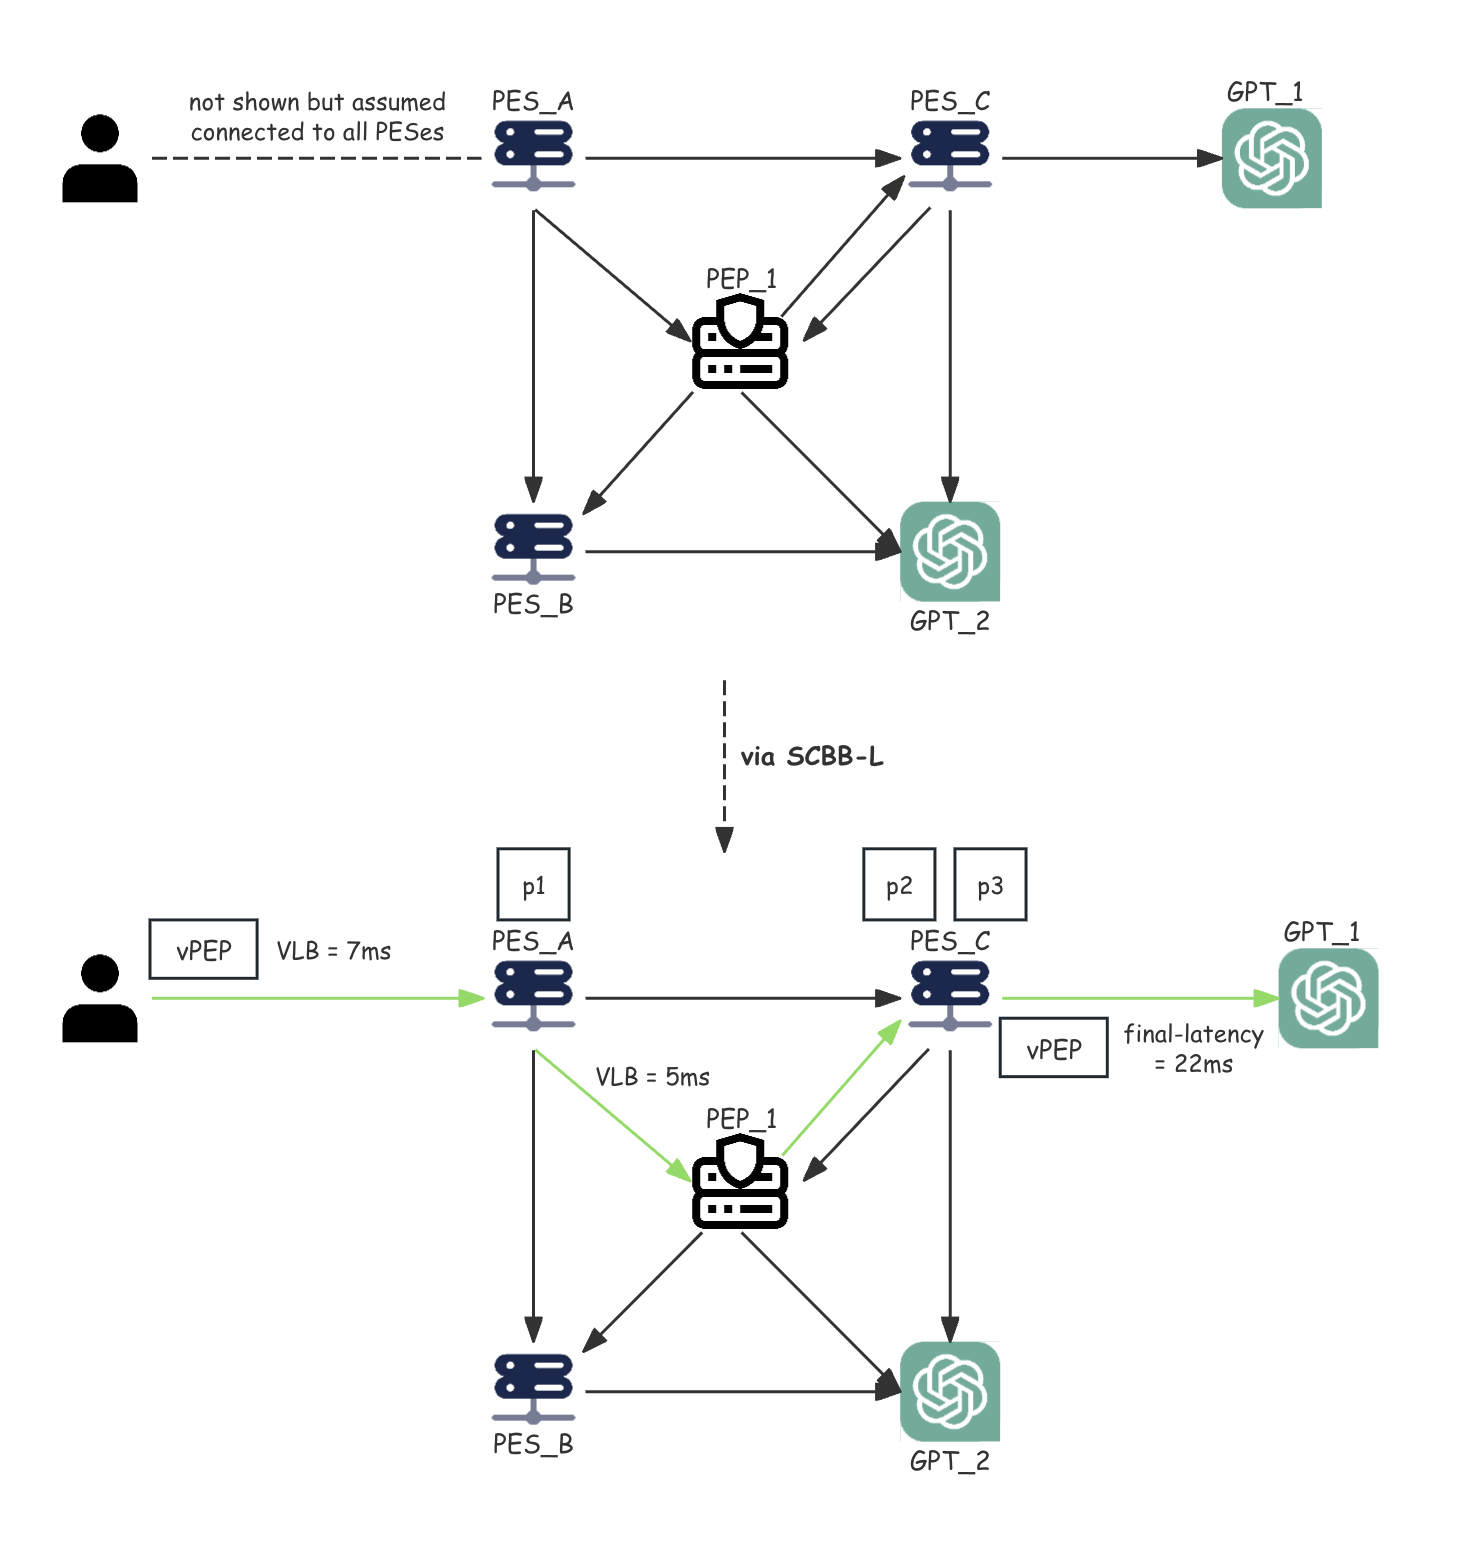 not shown but assumed
connected to all PESes
PES_A
PES_C
GPT_1
PEP_1
PES_B
GPT_2
via SCBB-L
p1
p2
p3
vPEP
VLB = 7ms
PES_A
PES_C
GPT_1
vPEP
final-latency
= 22ms
VLB = 5ms
PEP_1
PES_B
GPT_2